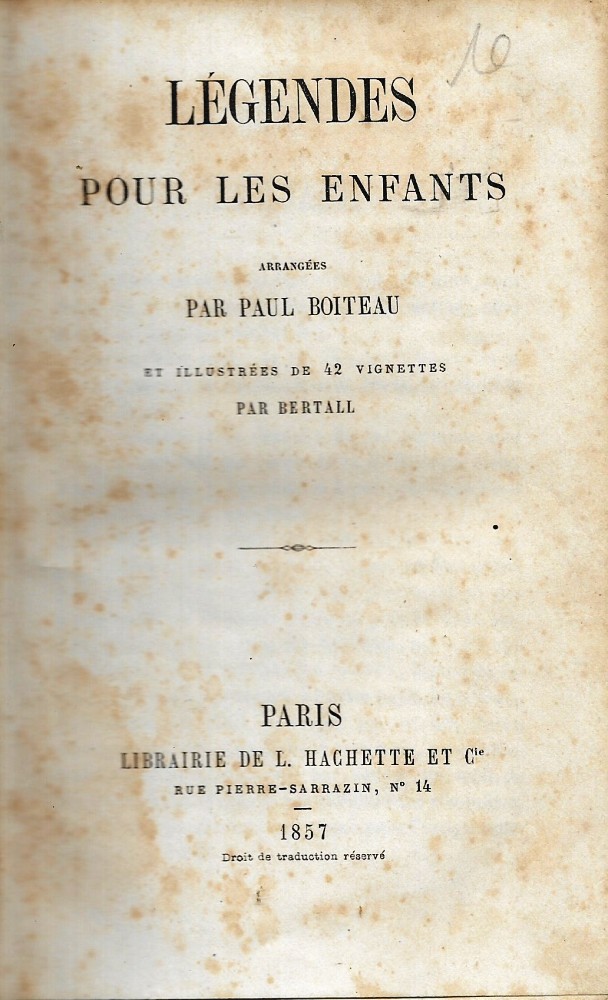 10
LÉGENDES
POUR LES ENFANTS
ARRANGÉES
PAR PAUL BOITEAU
ET ILLUSTRÉES DE 42 VIGNETTES
PAR BERTALL
PARIS
LIBRAIRIE DE L. HACHETTE ET Cie
RUE PIERRE-SARRAZIN, N° 14
1857
Droit de traduction réservé